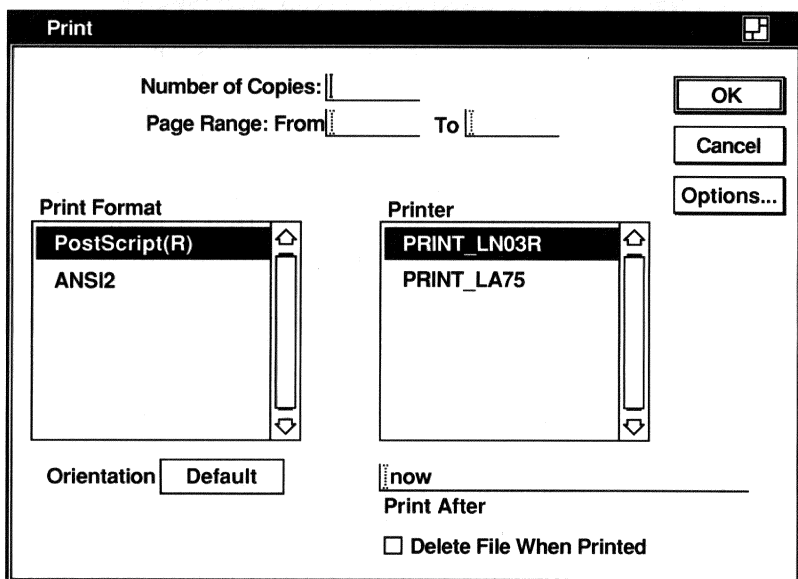 Print
Number of Copies:
Page Range: From To
OK
Cancel
Options...
Print Format
PostScript(R)
ANSI2
Printer
PRINT_LN03R
PRINT_LA75
Orientation Default
now
Print After
Delete File When Printed